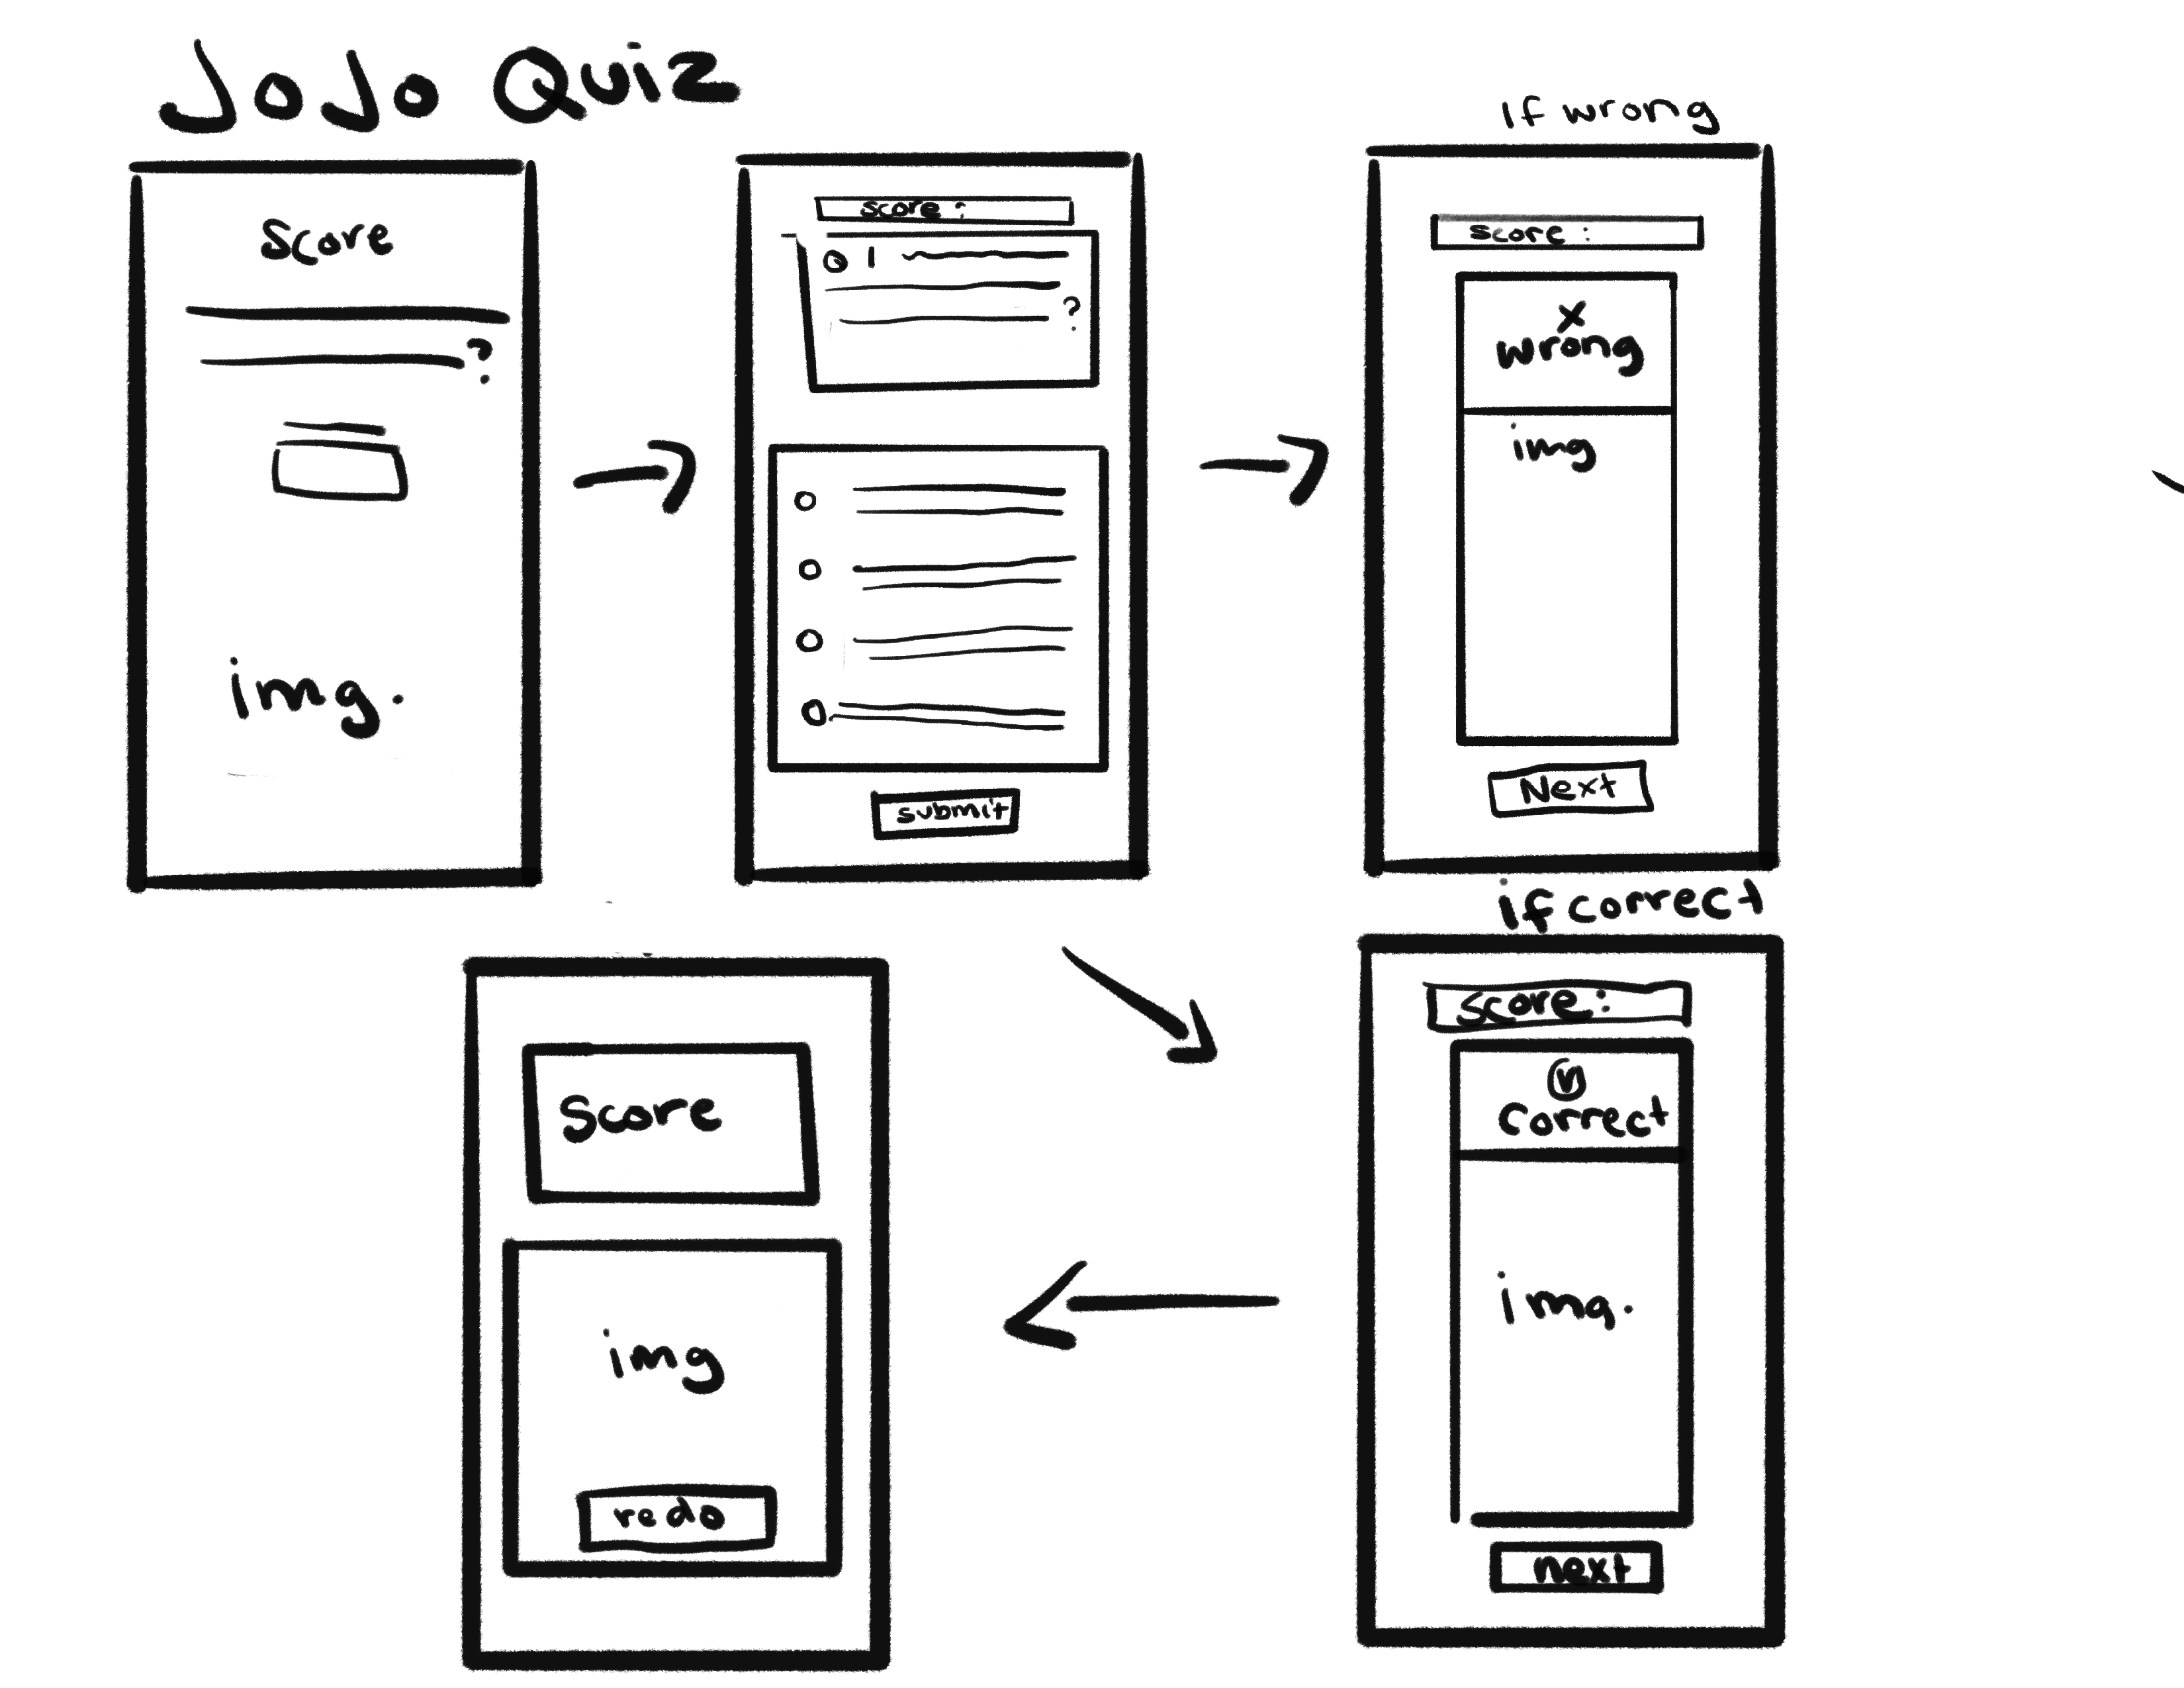 JoJo Quiz
Score
?
img.
score :
Q 1
?
submit
if wrong
score :
x
wrong
img
Next
if correct
score :
correct
img.
next
Score
img
redo